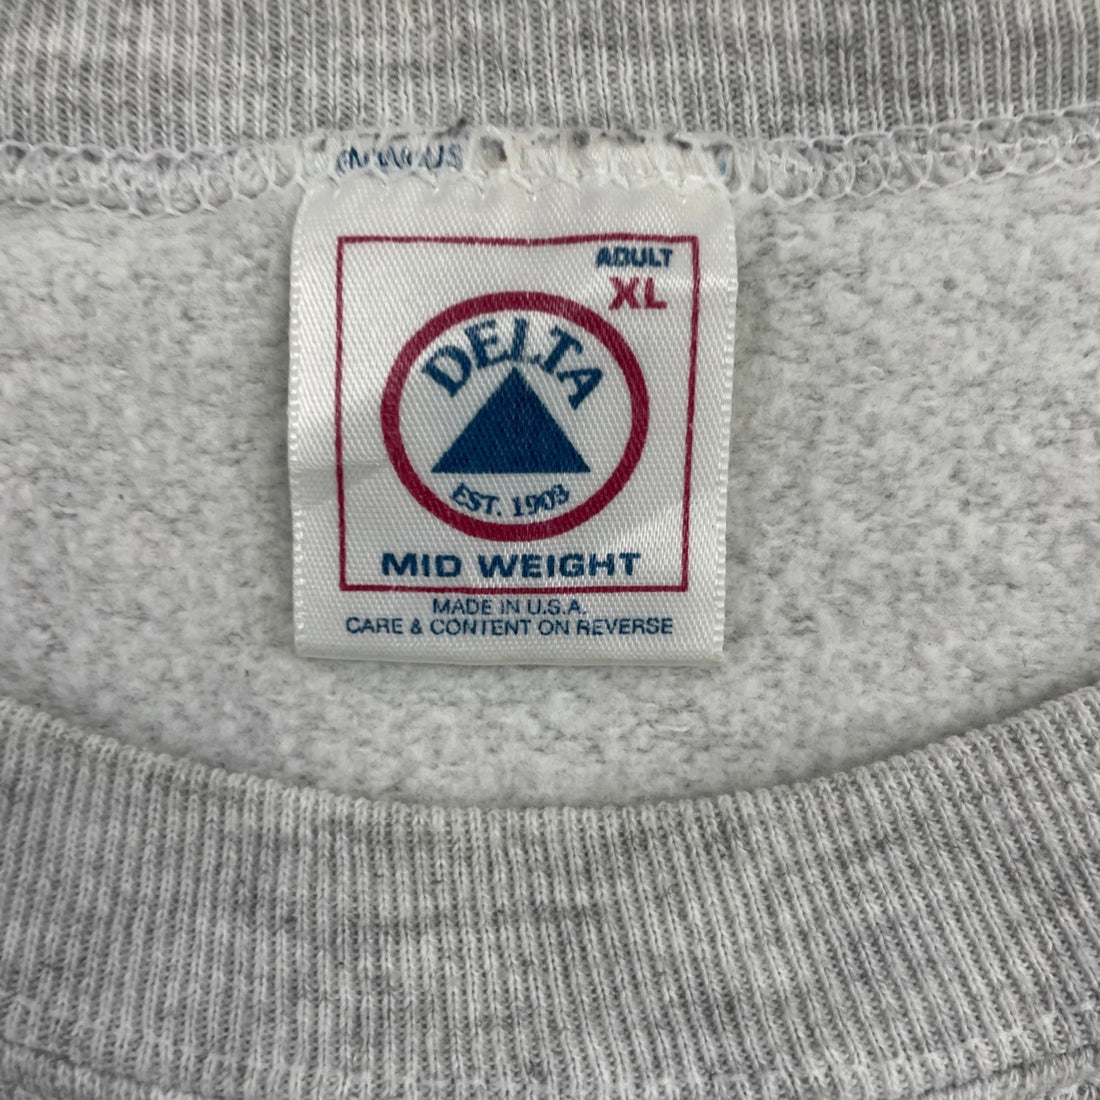 ADULT
XL
DELTA
EST. 1903
MID WEIGHT
MADE IN U.S.A.
CARE & CONTENT ON REVERSE